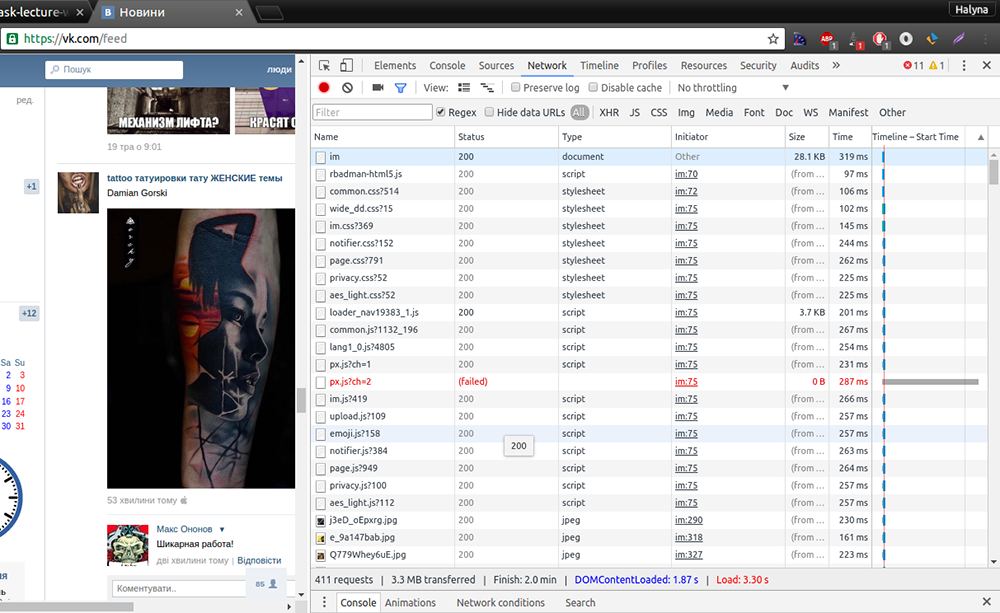 ask-lecture-v
Новини
Halyna
https://vk.com/feed
Пошук
люди
ред.
МЕХАНИЗМ ЛИФТА?
КРАСЯТ С
19 тра о 9:01
+1
tattoo татуировки тату ЖЕНСКИЕ темы
Damian Gorski
+12
Sa Su
2 3
9 10
16 17
23 24
30 31
53 хвилини тому
Макс Ононов
Шикарная работа!
дві хвилини тому | Відповісти
Коментувати..
85
Elements Console Sources Network Timeline Profiles Resources Security Audits » 11 1
View: Preserve log Disable cache No throttling
Filter Regex Hide data URLs All XHR JS CSS Img Media Font Doc WS Manifest Other
Name Status Type Initiator Size Time Timeline – Start Time
im 200 document Other 28.1 KB 319 ms
rbadman-html5.js 200 script im:70 (from ... 97 ms
common.css?514 200 stylesheet im:72 (from ... 106 ms
wide_dd.css?15 200 stylesheet im:75 (from ... 102 ms
im.css?369 200 stylesheet im:75 (from ... 145 ms
notifier.css?152 200 stylesheet im:75 (from ... 244 ms
page.css?791 200 stylesheet im:75 (from ... 262 ms
privacy.css?52 200 stylesheet im:75 (from ... 225 ms
aes_light.css?52 200 stylesheet im:75 (from ... 225 ms
loader_nav19383_1.js 200 script im:75 3.7 KB 201 ms
common.js?1132_196 200 script im:75 (from ... 267 ms
lang1_0.js?4805 200 script im:75 (from ... 254 ms
px.js?ch=1 200 script im:75 (from ... 231 ms
px.js?ch=2 (failed) im:75 0 B 287 ms
im.js?419 200 script im:75 (from ... 266 ms
upload.js?109 200 script im:75 (from ... 257 ms
emoji.js?158 200 script im:75 (from ... 257 ms
notifier.js?384 200 script im:75 (from ... 263 ms
200
page.js?949 200 script im:75 (from ... 264 ms
privacy.js?100 200 script im:75 (from ... 257 ms
aes_light.js?112 200 script im:75 (from ... 257 ms
j3eD_oEpxrg.jpg 200 jpeg im:290 (from ... 230 ms
e_9a147bab.jpg 200 jpeg im:318 (from ... 161 ms
Q779Whey6uE.jpg 200 jpeg im:327 (from ... 223 ms
411 requests | 3.3 MB transferred | Finish: 2.0 min | DOMContentLoaded: 1.87 s | Load: 3.30 s
Console Animations Network conditions Search